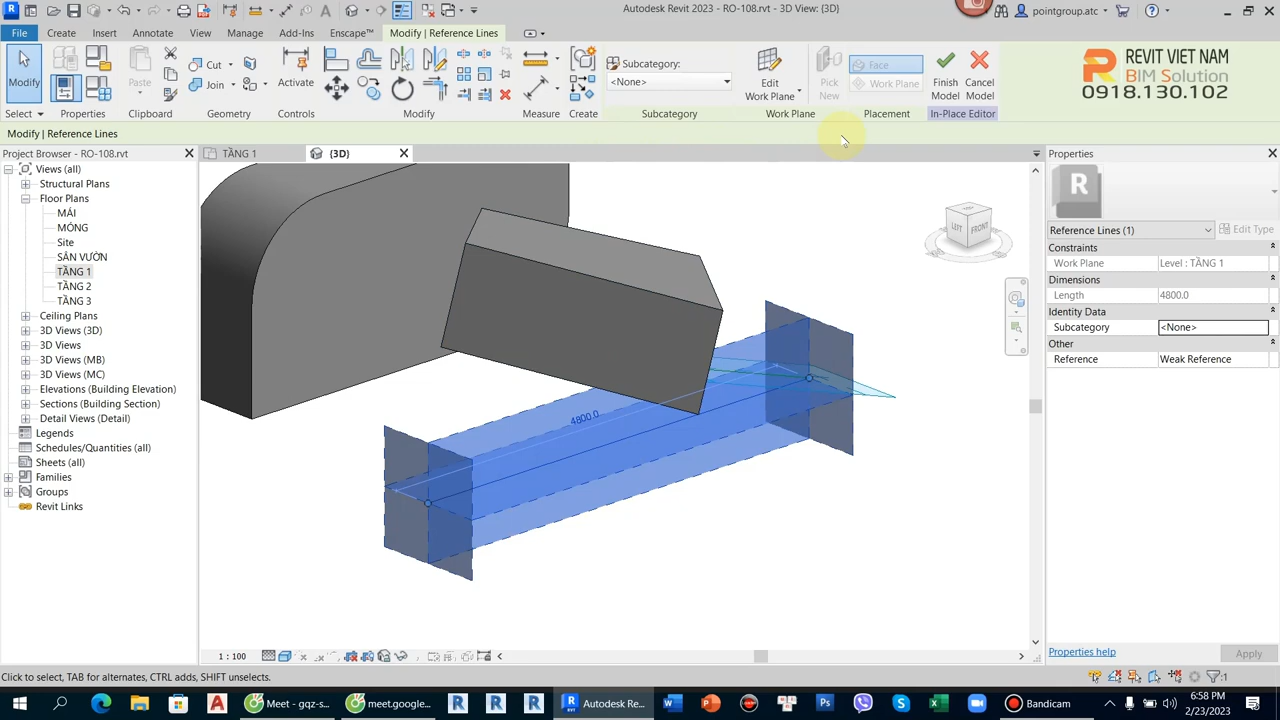 Autodesk Revit 2023 - RO-108.rvt - 3D View: {3D}
pointgroup.atc
File
Create
Insert
Annotate
View
Manage
Add-Ins
Enscape™
Modify | Reference Lines
Modify
Paste
Cut
Join
Activate
Subcategory:
<None>
Edit
Work Plane
Pick
New
Face
Work Plane
Finish
Model
Cancel
Model
Select
Properties
Clipboard
Geometry
Controls
Modify
Measure
Create
Subcategory
Work Plane
Placement
In-Place Editor
REVIT VIET NAM
BIM Solution
0918.130.102
Modify | Reference Lines
Project Browser - RO-108.rvt
TẦNG 1
{3D}
Properties
Views (all)
Structural Plans
Floor Plans
MÁI
MÓNG
Site
SÂN VƯỜN
TẦNG 1
TẦNG 2
TẦNG 3
Ceiling Plans
3D Views (3D)
3D Views
3D Views (MB)
3D Views (MC)
Elevations (Building Elevation)
Sections (Building Section)
Detail Views (Detail)
Legends
Schedules/Quantities (all)
Sheets (all)
Families
Groups
Revit Links
4800.0
LEFT
FRONT
R
Reference Lines (1)
Edit Type
Constraints
Work Plane
Level : TẦNG 1
Dimensions
Length
4800.0
Identity Data
Subcategory
<None>
Other
Reference
Weak Reference
Properties help
Apply
1 : 100
Click to select, TAB for alternates, CTRL adds, SHIFT unselects.
:1
Meet - gqz-s...
meet.google...
Autodesk Re...
Bandicam
6:58 PM
2/23/2023